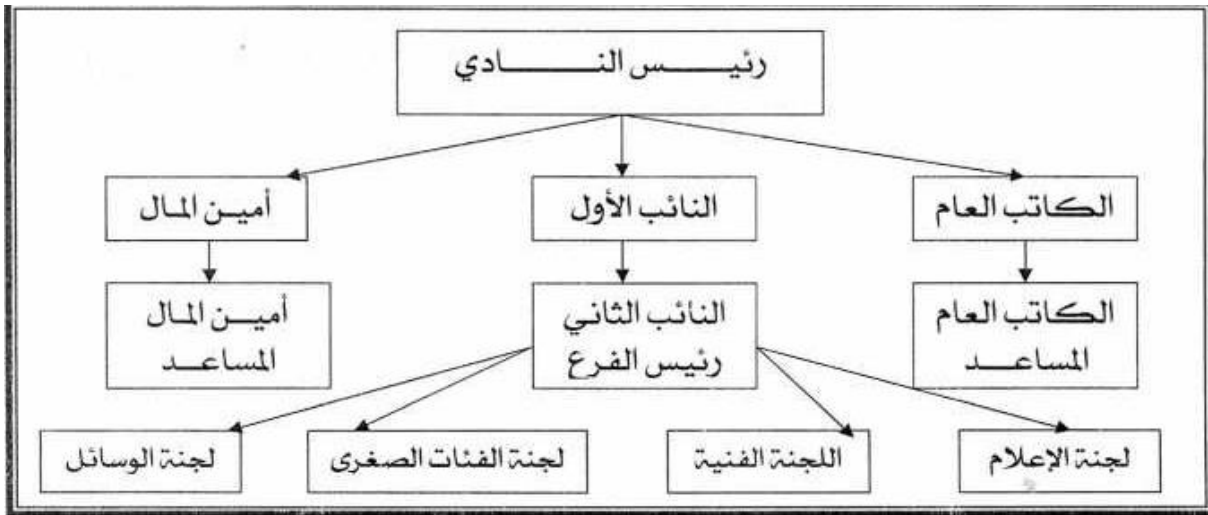 رئيس النادي
الكاتب العام
النائب الأول
أمين المال
الكاتب العام
المساعد
النائب الثاني
رئيس الفرع
أمين المال
المساعد
لجنة الإعلام
اللجنة الفنية
لجنة الفئات الصغرى
لجنة الوسائل